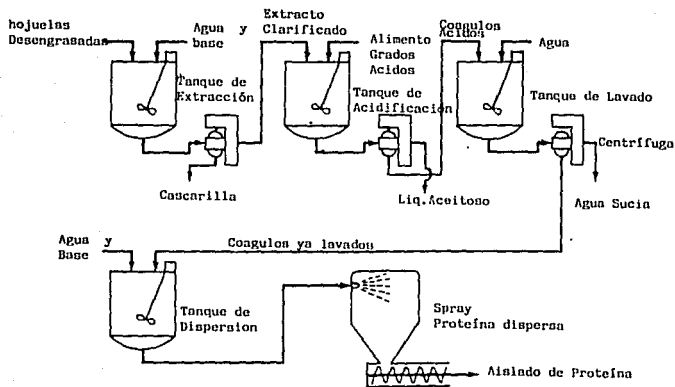 hojuelas
Desengrasadas
Agua y
base
Extracto
Clarificado
Alimento
Grados
Acidos
Coagulos
Acidos
Agua
Tanque de
Extracción
Tanque de
Acidificación
Tanque de Lavado
Cascarilla
Liq.Aceitoso
Centrífuga
Agua Sucia
Agua y
Base
Coagulos ya lavados
Tanque de
Dispersion
Spray
Proteína dispersa
Aislado de Proteína